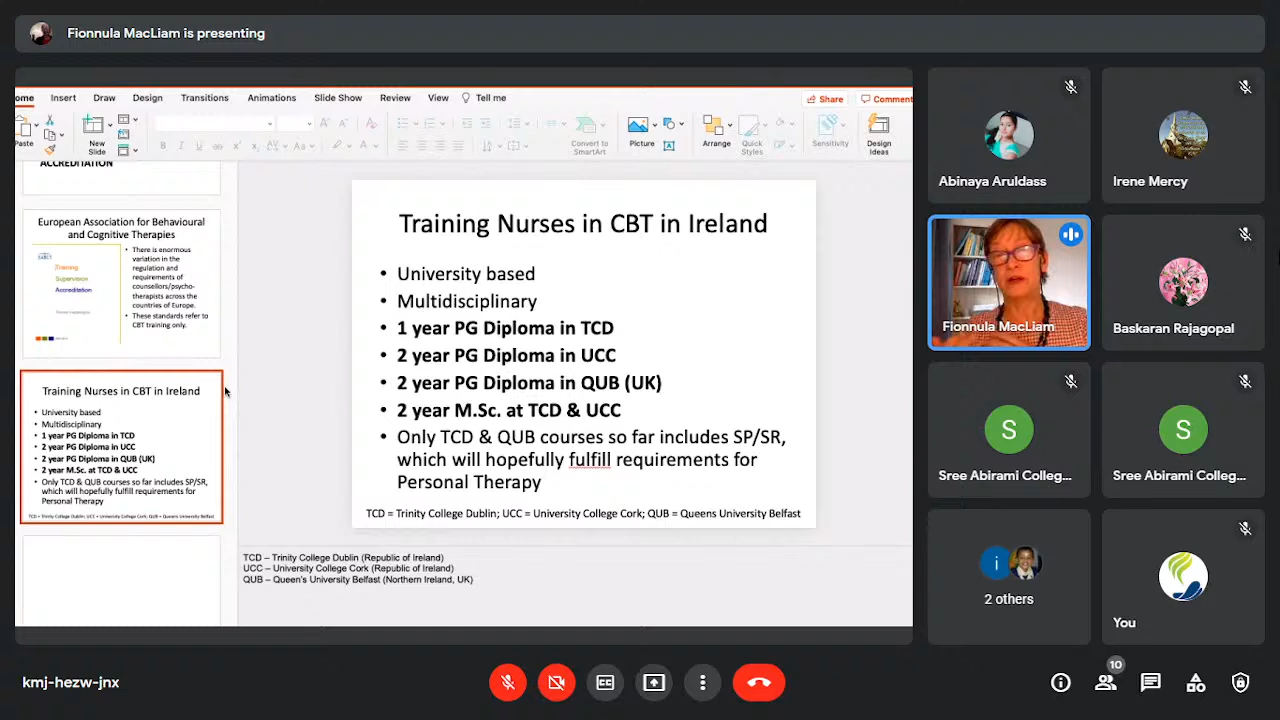 Fionnula MacLiam is presenting
ome Insert Draw Design Transitions Animations Slide Show Review View Tell me
Share Comment
Paste
New Slide
Convert to SmartArt
Picture
Arrange
Quick Styles
Sensitivity
Design Ideas
ACCREDITATION
European Association for Behavioural
and Cognitive Therapies
EABCT
Training
Supervision
Accreditation
• There is enormous
variation in the
regulation and
requirements of
counsellors/psycho-
therapists across the
countries of Europe.
• These standards refer to
CBT training only.
Training Nurses in CBT in Ireland
• University based
• Multidisciplinary
• 1 year PG Diploma in TCD
• 2 year PG Diploma in UCC
• 2 year PG Diploma in QUB (UK)
• 2 year M.Sc. at TCD & UCC
• Only TCD & QUB courses so far includes SP/SR,
which will hopefully fulfill requirements for
Personal Therapy
TCD = Trinity College Dublin; UCC = University College Cork; QUB = Queens University Belfast
Training Nurses in CBT in Ireland
• University based
• Multidisciplinary
• 1 year PG Diploma in TCD
• 2 year PG Diploma in UCC
• 2 year PG Diploma in QUB (UK)
• 2 year M.Sc. at TCD & UCC
• Only TCD & QUB courses so far includes SP/SR,
which will hopefully fulfill requirements for
Personal Therapy
TCD = Trinity College Dublin; UCC = University College Cork; QUB = Queens University Belfast
TCD – Trinity College Dublin (Republic of Ireland)
UCC – University College Cork (Republic of Ireland)
QUB – Queen's University Belfast (Northern Ireland, UK)
Abinaya Aruldass
Irene Mercy
Fionnula MacLiam
Baskaran Rajagopal
S
Sree Abirami Colleg...
S
Sree Abirami Colleg...
i
2 others
You
kmj-hezw-jnx
CC
10